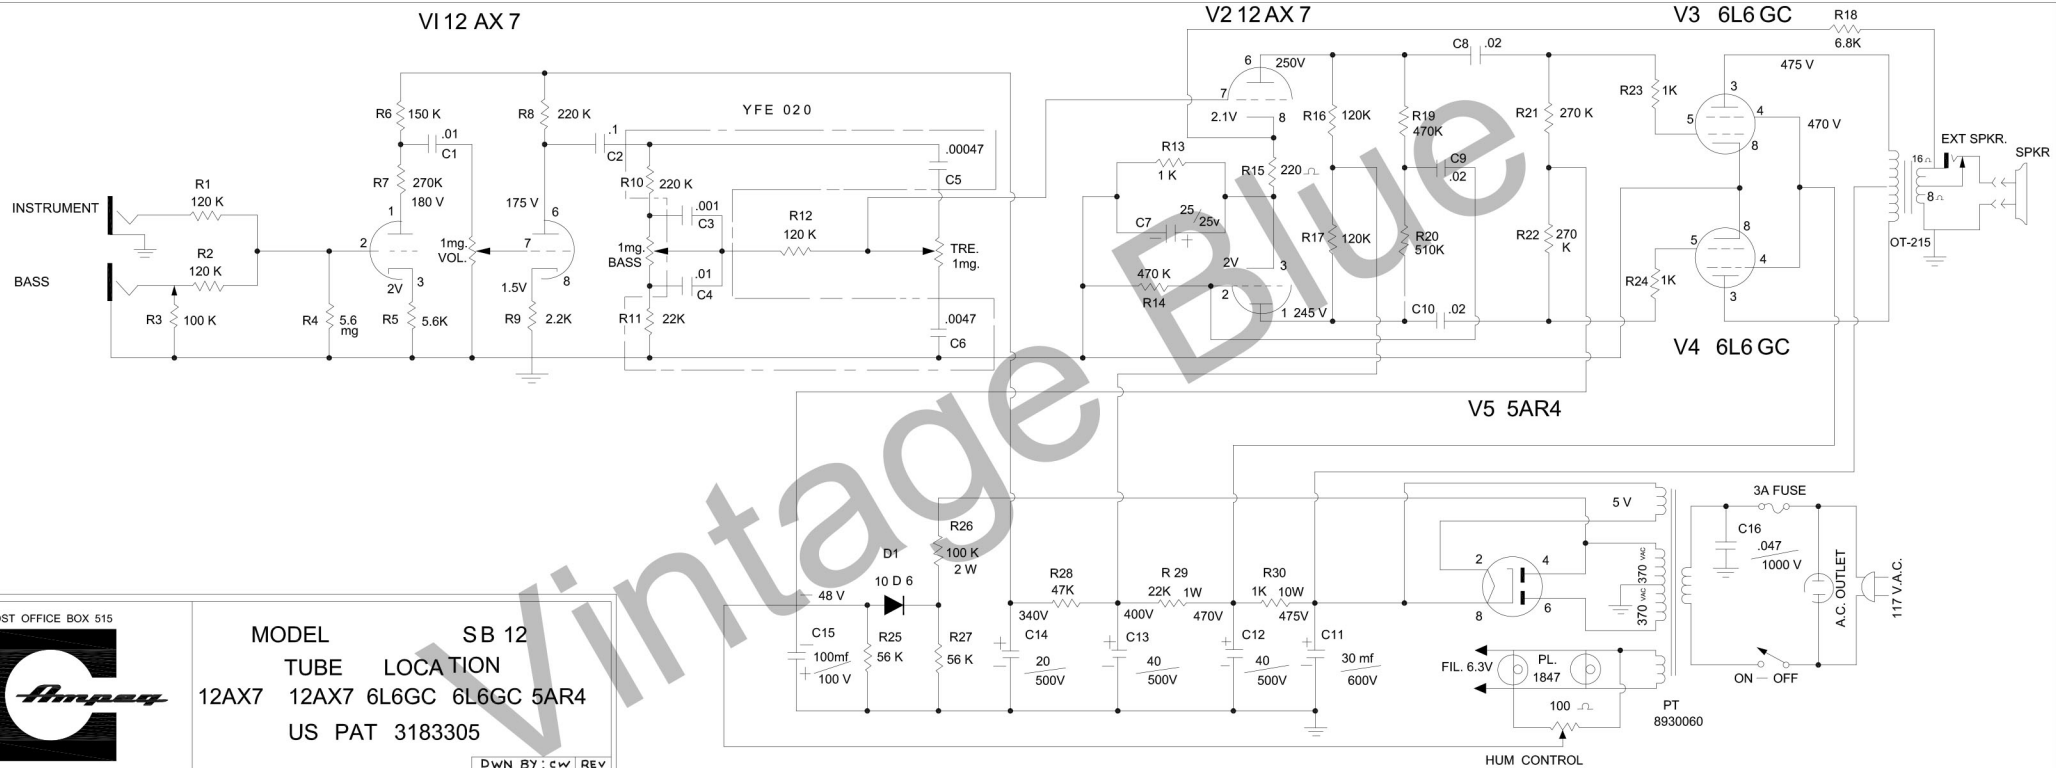 V1 12 AX 7
V2 12 AX 7
V3 6L6 GC
R18
6.8K
R6 150 K
R8 220 K
YFE 020
.01
C1
.1
C2
6
250V
7
2.1V
8
C8 .02
R16 120K
R19
470K
R21 270 K
R23 1K
475 V
3
4
5
8
470 V
EXT SPKR.
SPKR
16 Ω
8 Ω
OT-215
INSTRUMENT
BASS
R1
120 K
R2
120 K
R3 100 K
R4 5.6
mg
R7 270K
180 V
1
2
3
2V
R5 5.6K
1mg.
VOL.
175 V
6
7
8
1.5V
R9 2.2K
R10 220 K
.001
C3
1mg.
BASS
.01
C4
R11 22K
R12
120 K
.00047
C5
TRE.
1mg.
.0047
C6
R13
1 K
R15 220 Ω
C7 25/25v
− +
470 K
R14
2V
3
2
1 245 V
R17 120K
C9
.02
R20
510K
C10 .02
R22 270
K
R24 1K
5
8
4
3
V4 6L6 GC
V5 5AR4
5 V
3A FUSE
C16
.047
1000 V
A.C. OUTLET
117 V.A.C.
ON − OFF
2
4
8
6
370 VAC 370 VAC
FIL. 6.3V
PL.
1847
100 Ω
HUM CONTROL
PT
8930060
R26
100 K
2 W
D1
10 D 6
− 48 V
C15
100mf
100 V
R25
56 K
R27
56 K
R28
47K
R 29
22K 1W
R30
1K 10W
340V
400V
470V
475V
C14
20
500V
C13
40
500V
C12
40
500V
C11
30 mf
600V
OST OFFICE BOX 515
Ampeg
MODEL SB 12
TUBE LOCATION
12AX7 12AX7 6L6GC 6L6GC 5AR4
US PAT 3183305
DWN BY: CW REV
Vintage Blue